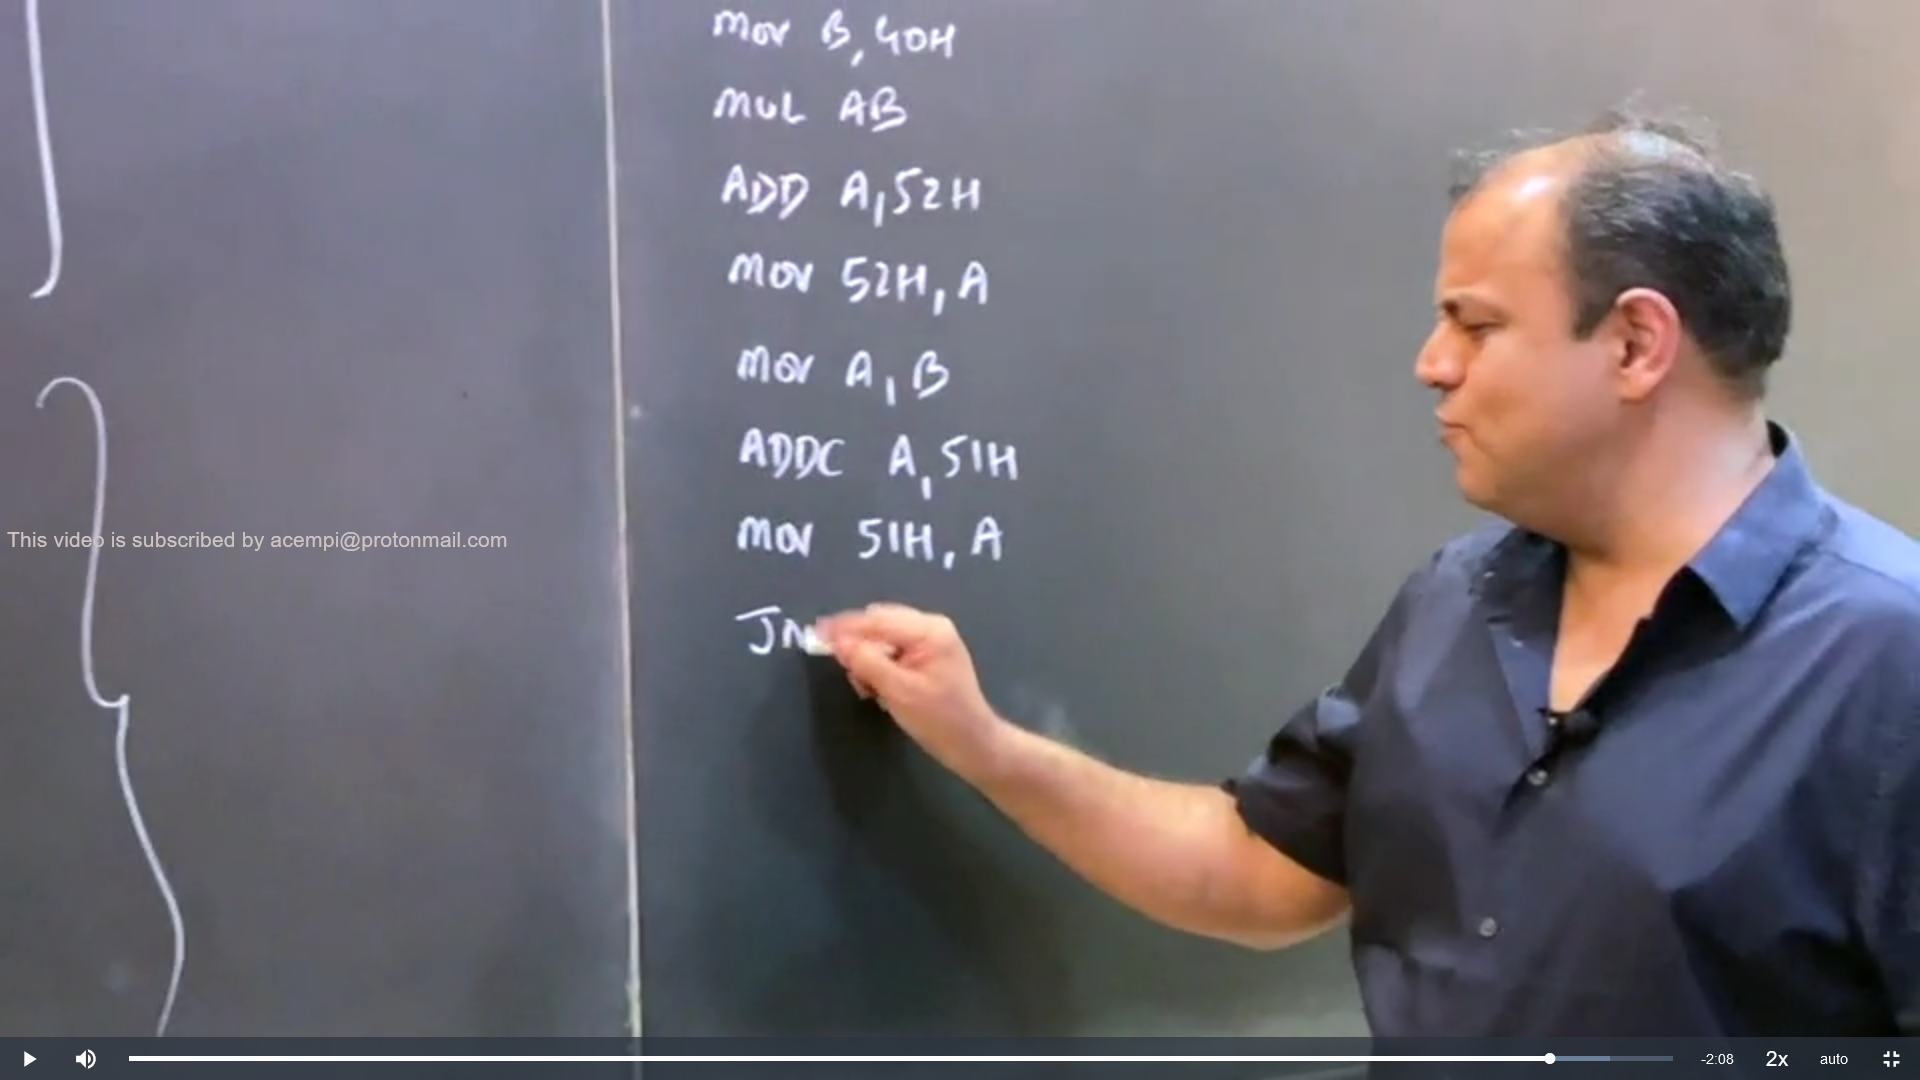 MOV B, 40H
MUL AB
ADD A, 52H
MOV 52H, A
MOV A, B
ADDC A, 51H
MOV 51H, A
JN
This video is subscribed by acempi@protonmail.com
-2:08
2x
auto